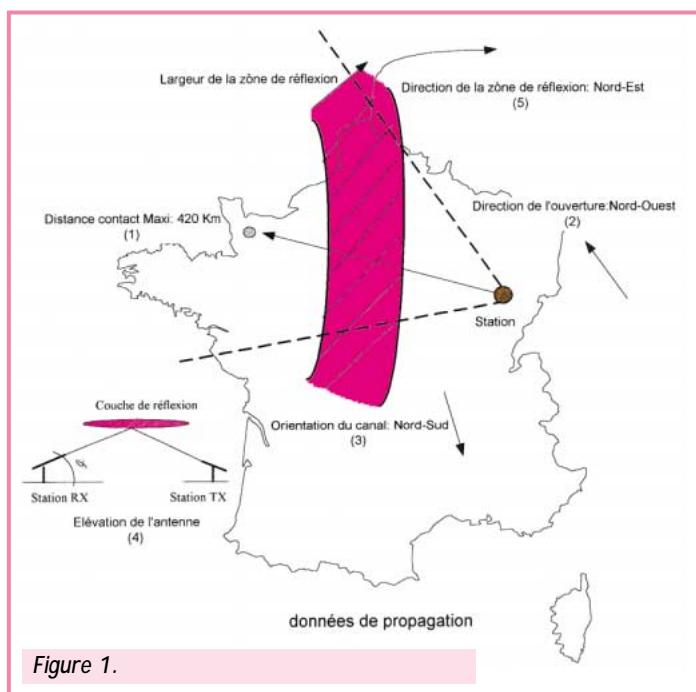 Largeur de la zône de réflexion
Direction de la zône de réflexion: Nord-Est
(5)
Distance contact Maxi: 420 Km
(1)
Direction de l'ouverture:Nord-Ouest
(2)
Station
Couche de réflexion
Orientation du canal: Nord-Sud
(3)
α
Station RX
Station TX
Elévation de l'antenne
(4)
données de propagation
Figure 1.